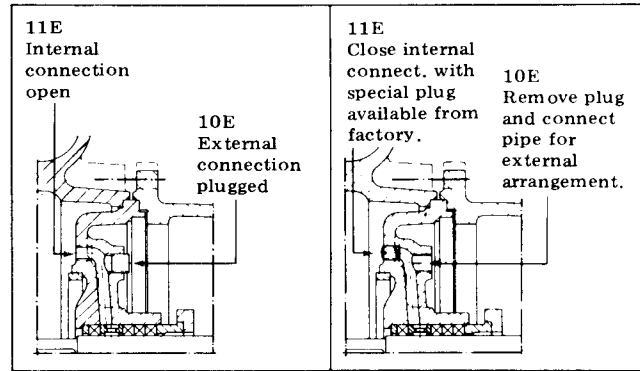 11E
Internal
connection
open
10E
External
connection
plugged
11E
Close internal
connect. with
special plug
available from
factory.
10E
Remove plug
and connect
pipe for
external
arrangement.